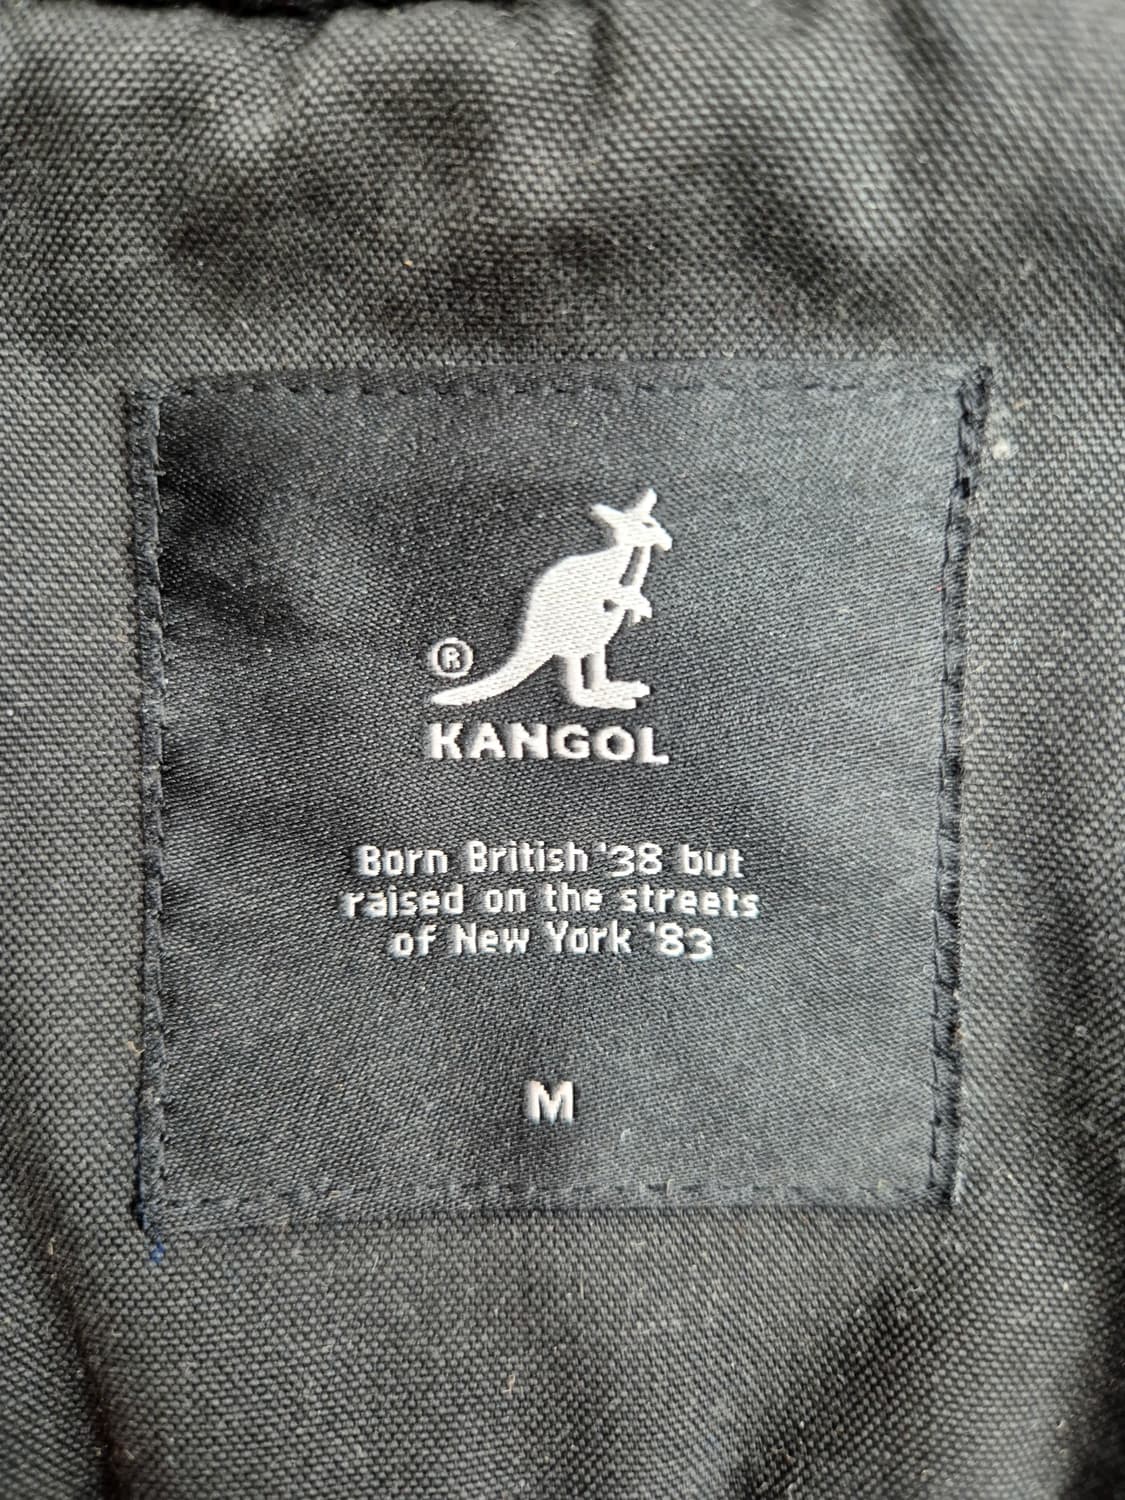 ®
KANGOL
Born British '38 but
raised on the streets
of New York '83
M